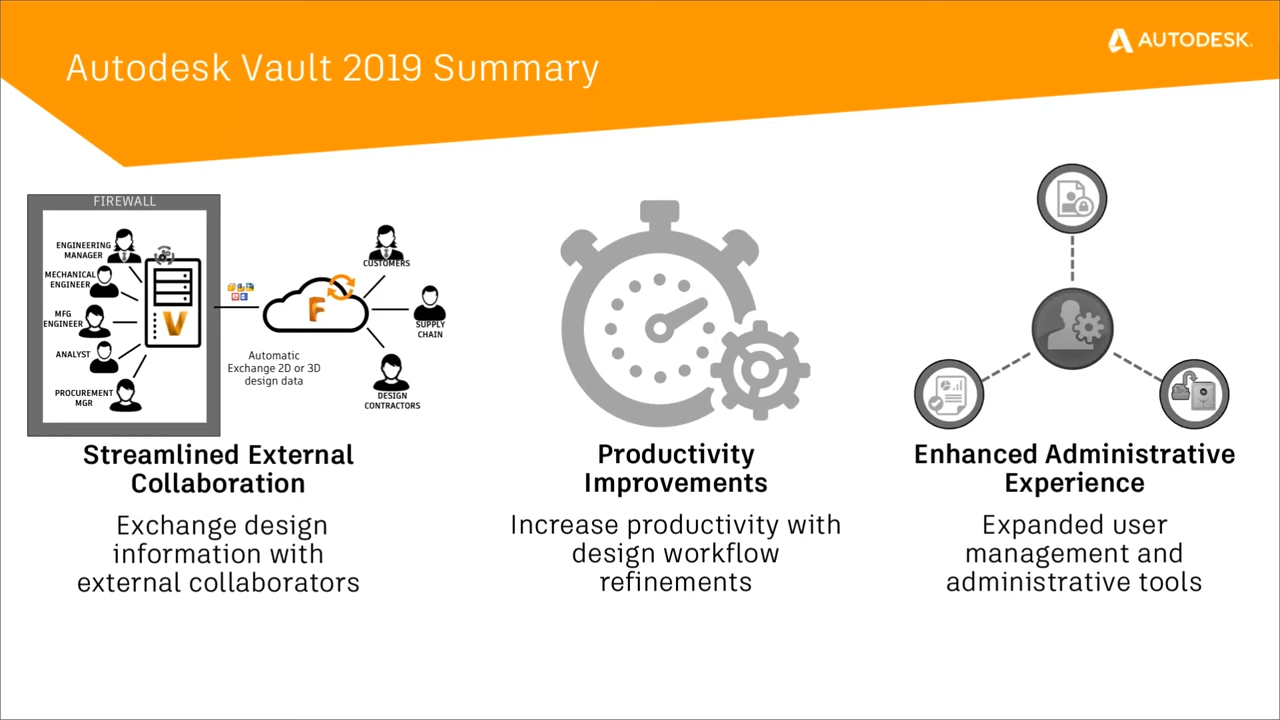 Autodesk Vault 2019 Summary
AUTODESK
FIREWALL
ENGINEERING
MANAGER
MECHANICAL
ENGINEER
MFG
ENGINEER
ANALYST
PROCUREMENT
MGR
V
Automatic
Exchange 2D or 3D
design data
F
CUSTOMERS
SUPPLY
CHAIN
DESIGN
CONTRACTORS
Streamlined External
Collaboration
Exchange design
information with
external collaborators
Productivity
Improvements
Increase productivity with
design workflow
refinements
Enhanced Administrative
Experience
Expanded user
management and
administrative tools